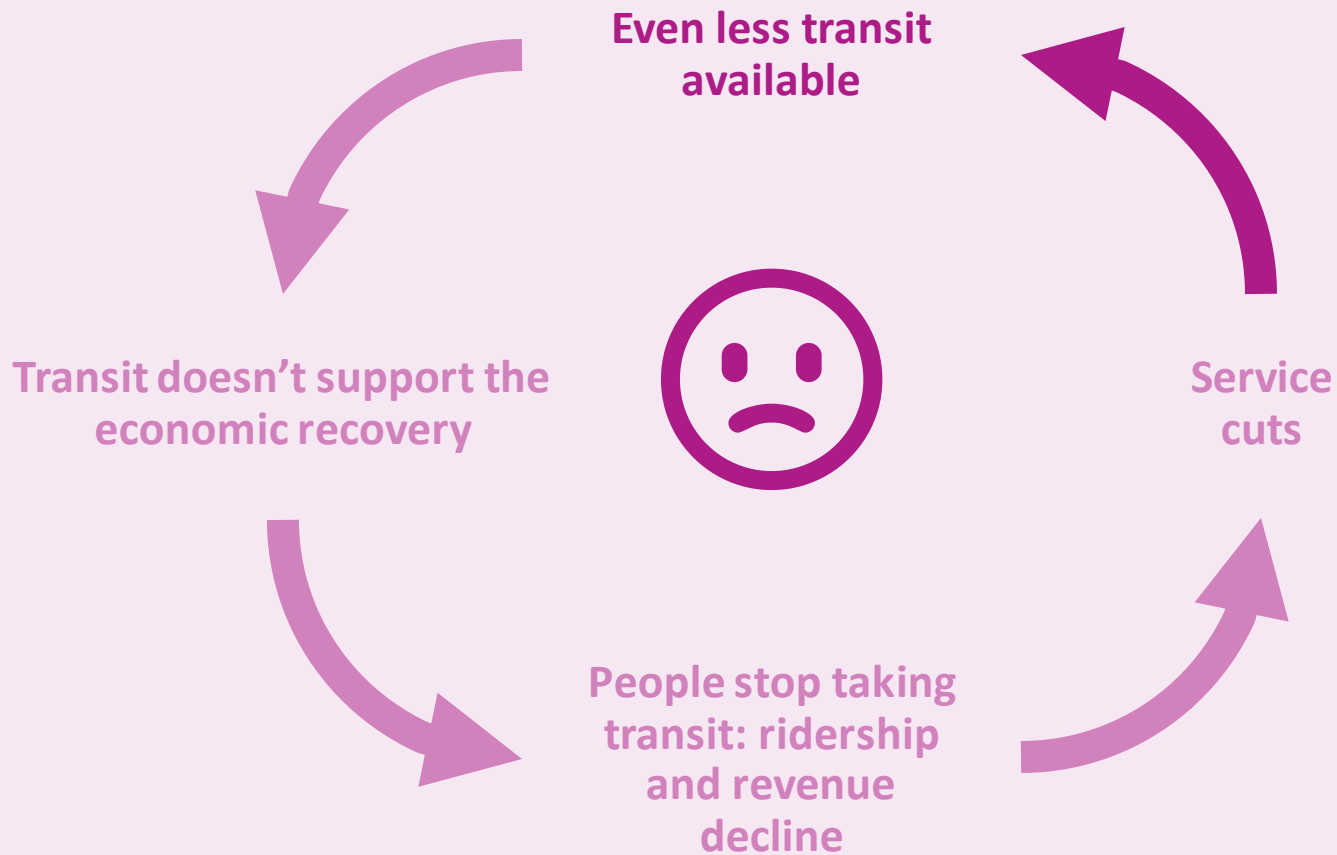 Even less transit
available
Transit doesn’t support the
economic recovery
Service
cuts
People stop taking
transit: ridership
and revenue
decline